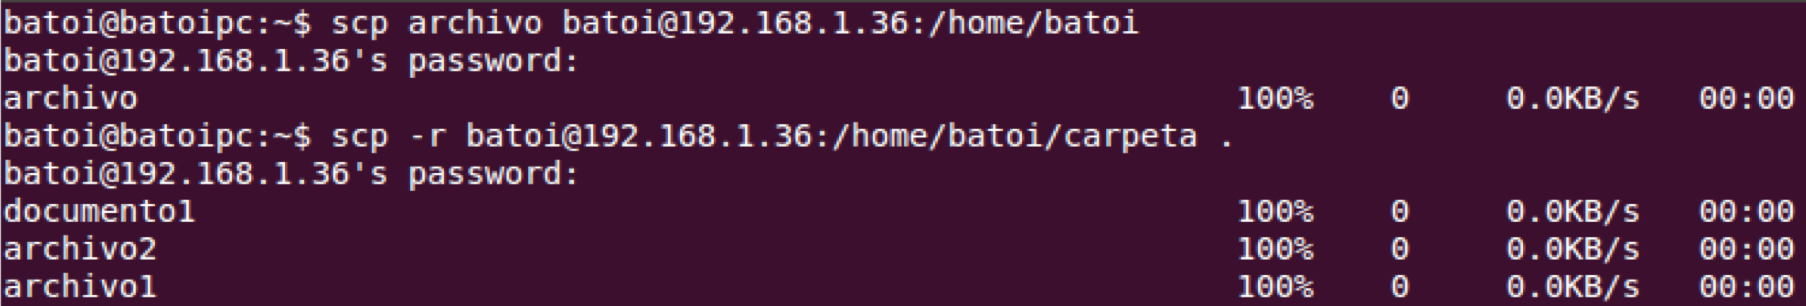 batoi@batoipc:~$ scp archivo batoi@192.168.1.36:/home/batoi
batoi@192.168.1.36's password:
archivo 100% 0 0.0KB/s 00:00
batoi@batoipc:~$ scp -r batoi@192.168.1.36:/home/batoi/carpeta .
batoi@192.168.1.36's password:
documento1 100% 0 0.0KB/s 00:00
archivo2 100% 0 0.0KB/s 00:00
archivo1 100% 0 0.0KB/s 00:00